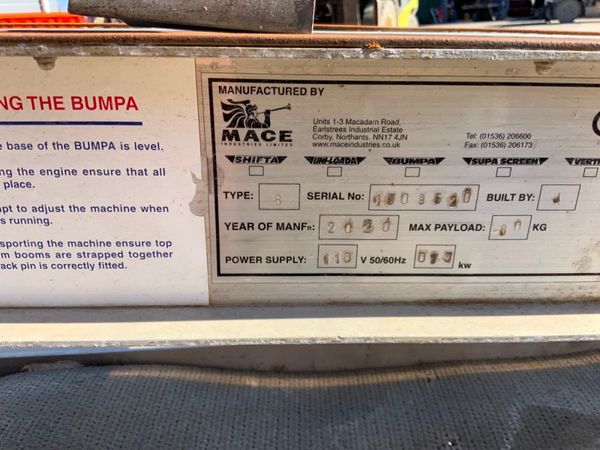 NG THE BUMPA
e base of the BUMPA is level.
ng the engine ensure that all
place.
pt to adjust the machine when
s running.
sporting the machine ensure top
m booms are strapped together
ack pin is correctly fitted.
MANUFACTURED BY
MACE
INDUSTRIES LIMITED
Units 1-3 Macadam Road,
Earlstrees Industrial Estate
Corby, Northants. NN17 4JN
www.maceindustries.co.uk
Tel: (01536) 206600
Fax: (01536) 206173
SHIFTA UNI-LOADA BUMPA SUPA SCREEN VERT
TYPE: 8 SERIAL No: BUILT BY:
YEAR OF MANFR: 2020 MAX PAYLOAD: KG
POWER SUPPLY: 110 V 50/60Hz kw